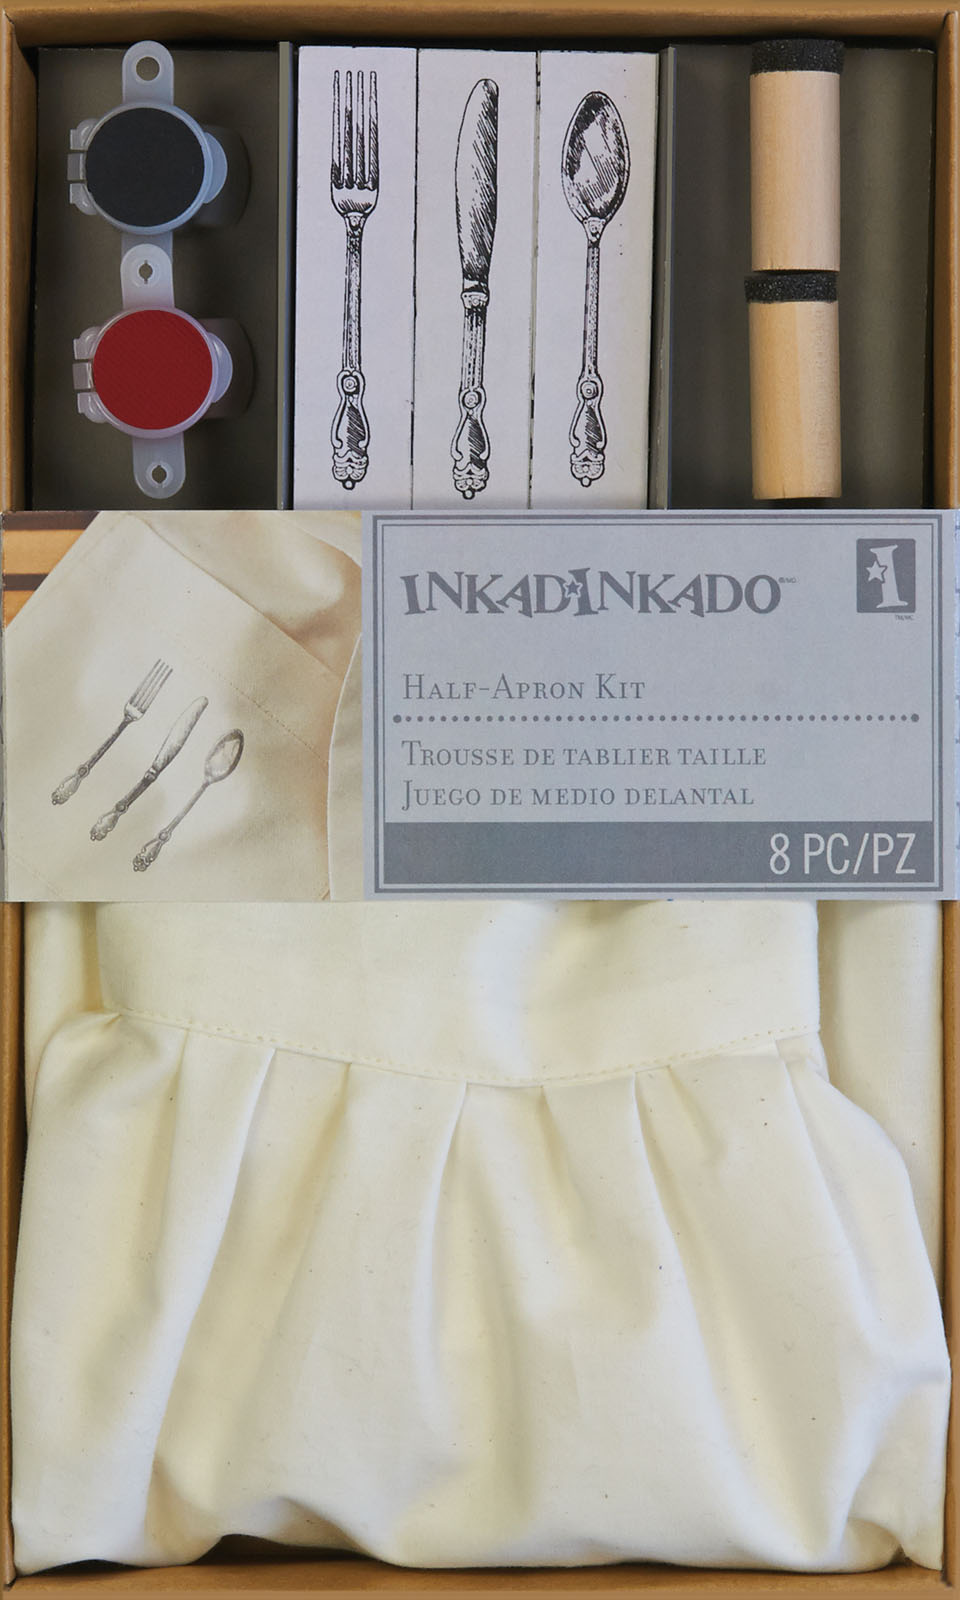 INKADINKADO
HALF-APRON KIT
TROUSSE DE TABLIER TAILLE
JUEGO DE MEDIO DELANTAL
8 PC/PZ